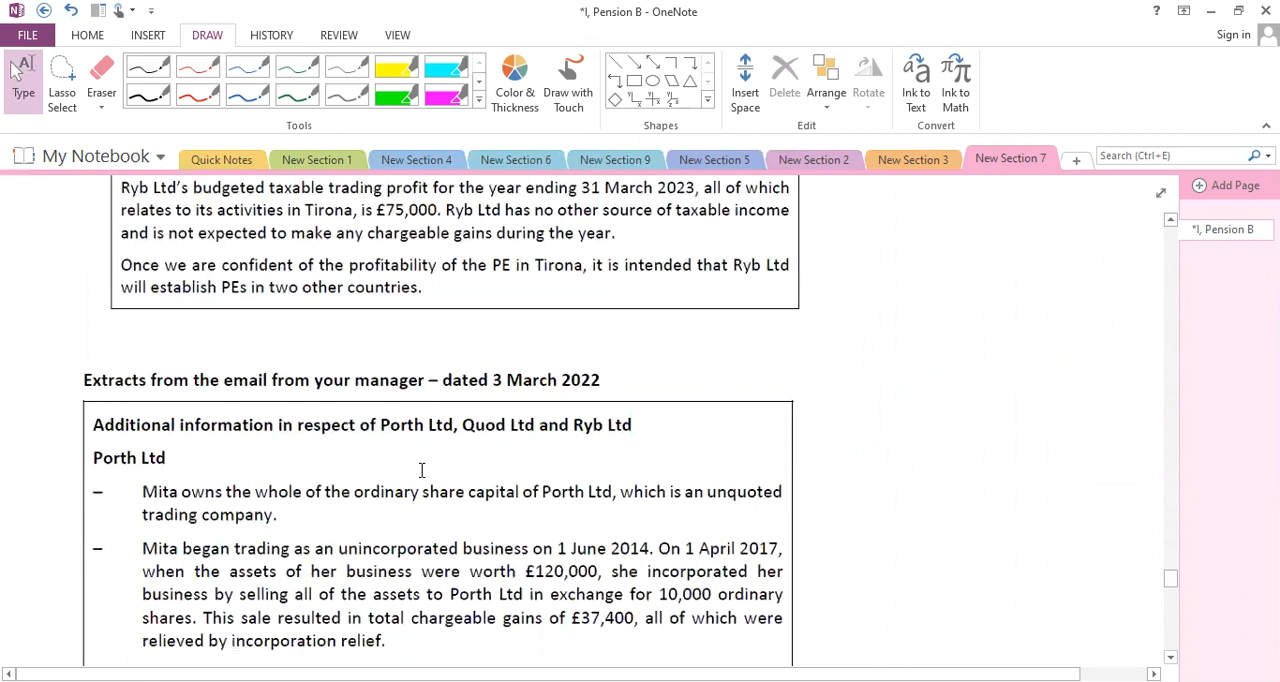 *I, Pension B - OneNote
?
Sign in
FILE
HOME
INSERT
DRAW
HISTORY
REVIEW
VIEW
Type
Lasso
Select
Eraser
Color &
Thickness
Draw with
Touch
Insert
Space
Delete
Arrange
Rotate
Ink to
Text
Ink to
Math
Tools
Shapes
Edit
Convert
My Notebook
Quick Notes
New Section 1
New Section 4
New Section 6
New Section 9
New Section 5
New Section 2
New Section 3
New Section 7
Search (Ctrl+E)
Add Page
*I, Pension B
Ryb Ltd's budgeted taxable trading profit for the year ending 31 March 2023, all of which
relates to its activities in Tirona, is £75,000. Ryb Ltd has no other source of taxable income
and is not expected to make any chargeable gains during the year.
Once we are confident of the profitability of the PE in Tirona, it is intended that Ryb Ltd
will establish PEs in two other countries.
Extracts from the email from your manager – dated 3 March 2022
Additional information in respect of Porth Ltd, Quod Ltd and Ryb Ltd
Porth Ltd
– Mita owns the whole of the ordinary share capital of Porth Ltd, which is an unquoted
trading company.
– Mita began trading as an unincorporated business on 1 June 2014. On 1 April 2017,
when the assets of her business were worth £120,000, she incorporated her
business by selling all of the assets to Porth Ltd in exchange for 10,000 ordinary
shares. This sale resulted in total chargeable gains of £37,400, all of which were
relieved by incorporation relief.